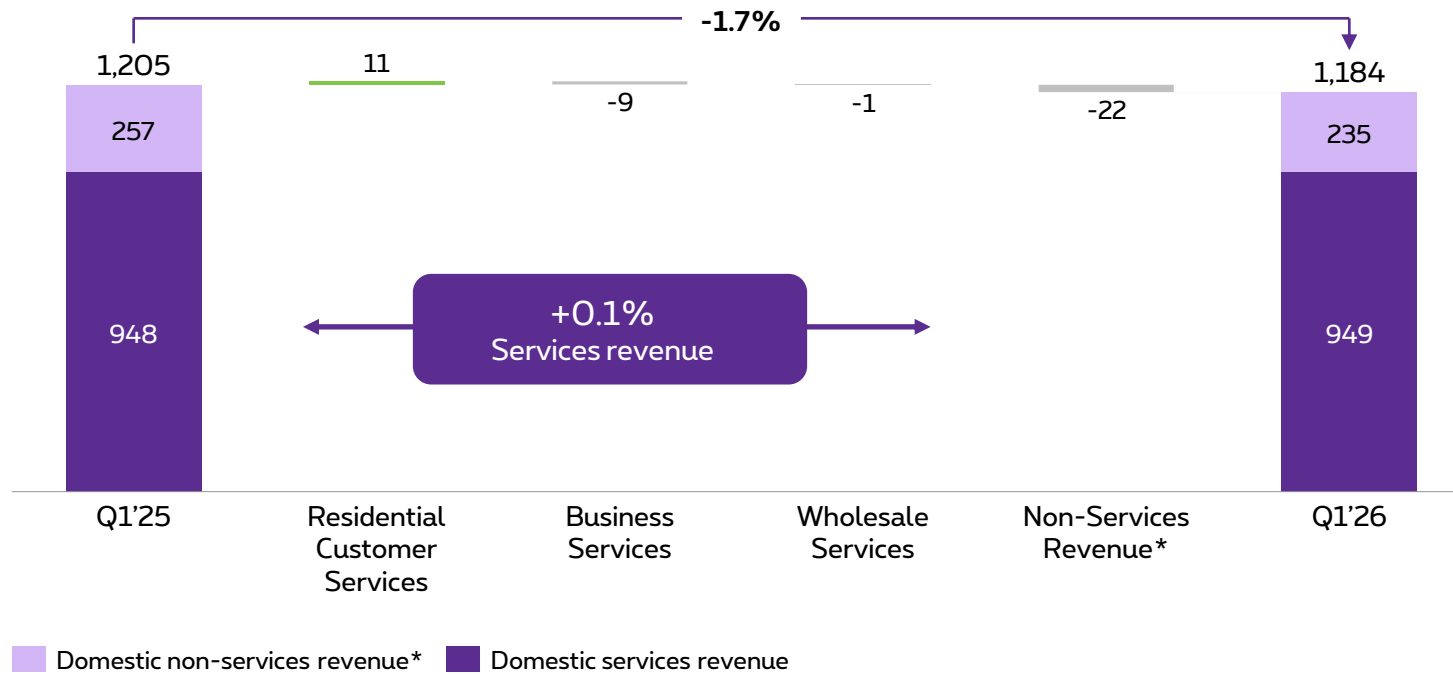 -1.7%
1,205
11
-9
-1
-22
1,184
257
235
948
+0.1%
Services revenue
949
Q1’25
Residential
Customer
Services
Business
Services
Wholesale
Services
Non-Services
Revenue*
Q1’26
Domestic non-services revenue*
Domestic services revenue